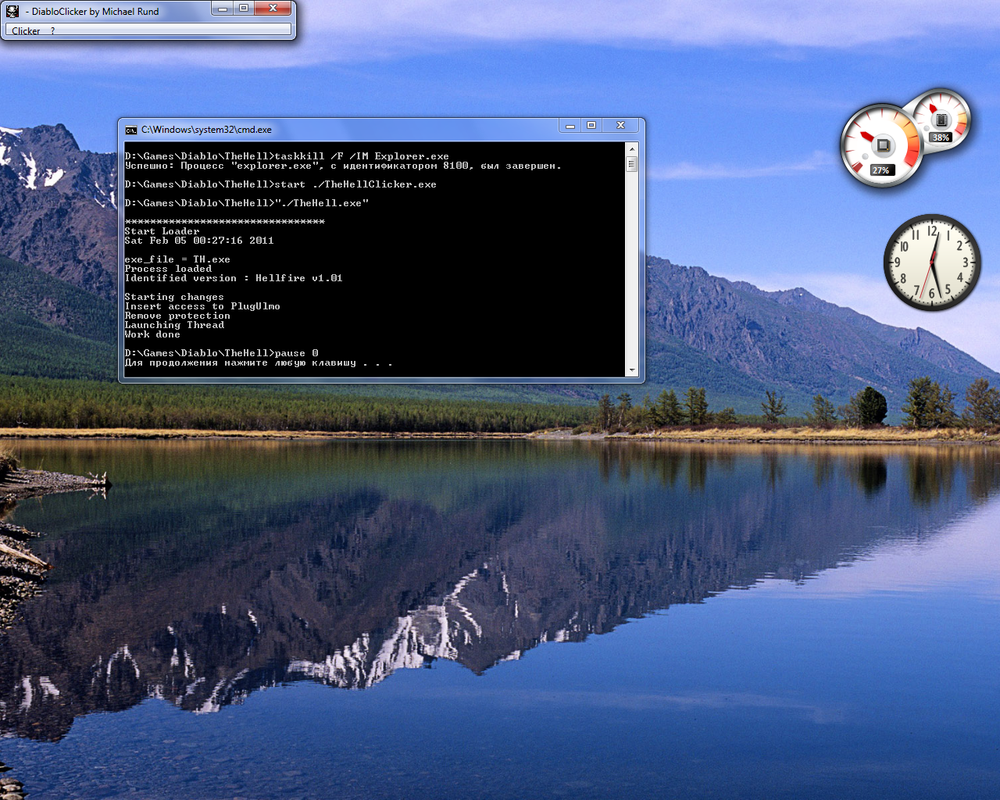 - DiabloClicker by Michael Rund
Clicker ?
C:\Windows\system32\cmd.exe
D:\Games\Diablo\TheHell>taskkill /F /IM Explorer.exe
Успешно: Процесс "explorer.exe", с идентификатором 8100, был завершен.
D:\Games\Diablo\TheHell>start ./TheHellClicker.exe
D:\Games\Diablo\TheHell>"./TheHell.exe"
********************************
Start Loader
Sat Feb 05 00:27:16 2011
exe_file = TH.exe
Process loaded
Identified version : Hellfire v1.01
Starting changes
Insert access to PlugUlmo
Remove protection
Launching Thread
Work done
D:\Games\Diablo\TheHell>pause 0
Для продолжения нажмите любую клавишу . . .
38%
27%
12
1
2
3
4
5
6
7
8
9
10
11